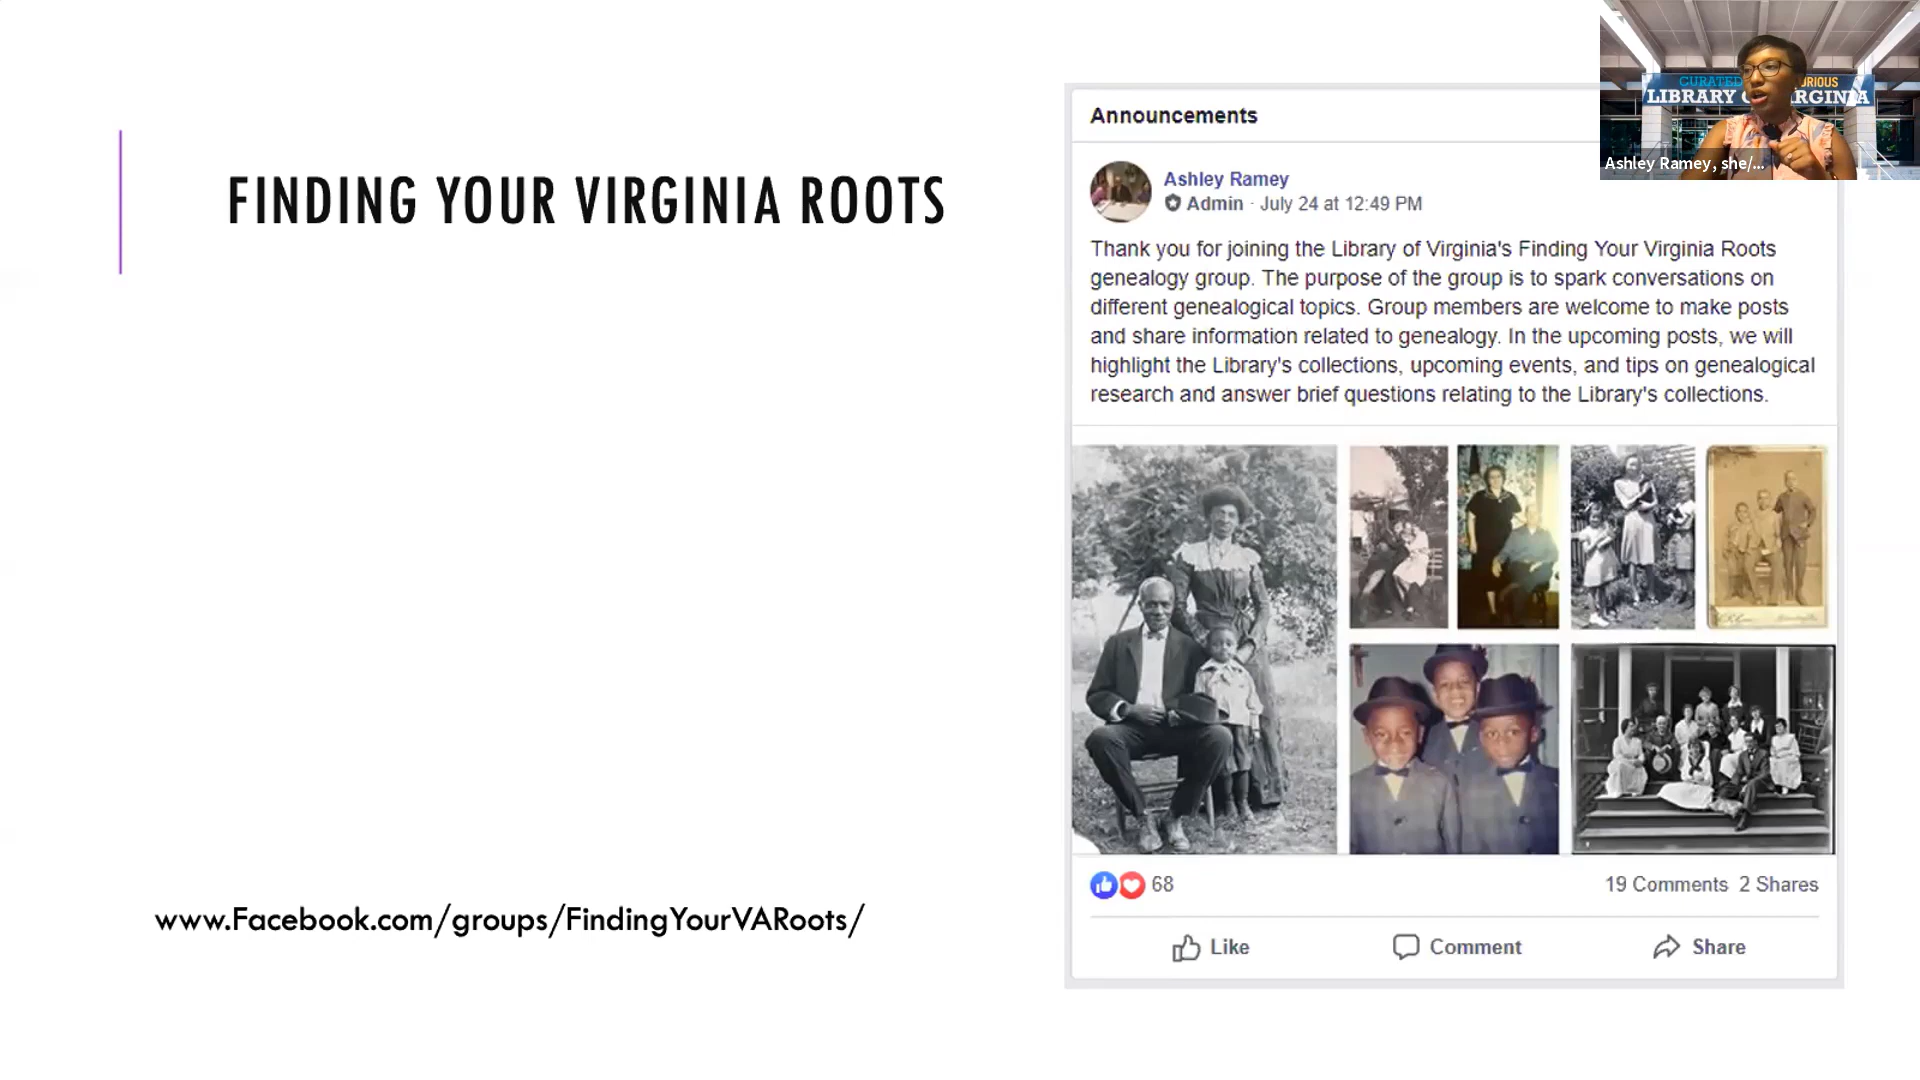 FINDING YOUR VIRGINIA ROOTS
www.Facebook.com/groups/FindingYourVARoots/
CURATED
LIBRARY
Ashley Ramey, she/...
Announcements
Ashley Ramey
Admin · July 24 at 12:49 PM
Thank you for joining the Library of Virginia's Finding Your Virginia Roots
genealogy group. The purpose of the group is to spark conversations on
different genealogical topics. Group members are welcome to make posts
and share information related to genealogy. In the upcoming posts, we will
highlight the Library's collections, upcoming events, and tips on genealogical
research and answer brief questions relating to the Library's collections.
68
19 Comments 2 Shares
Like Comment Share